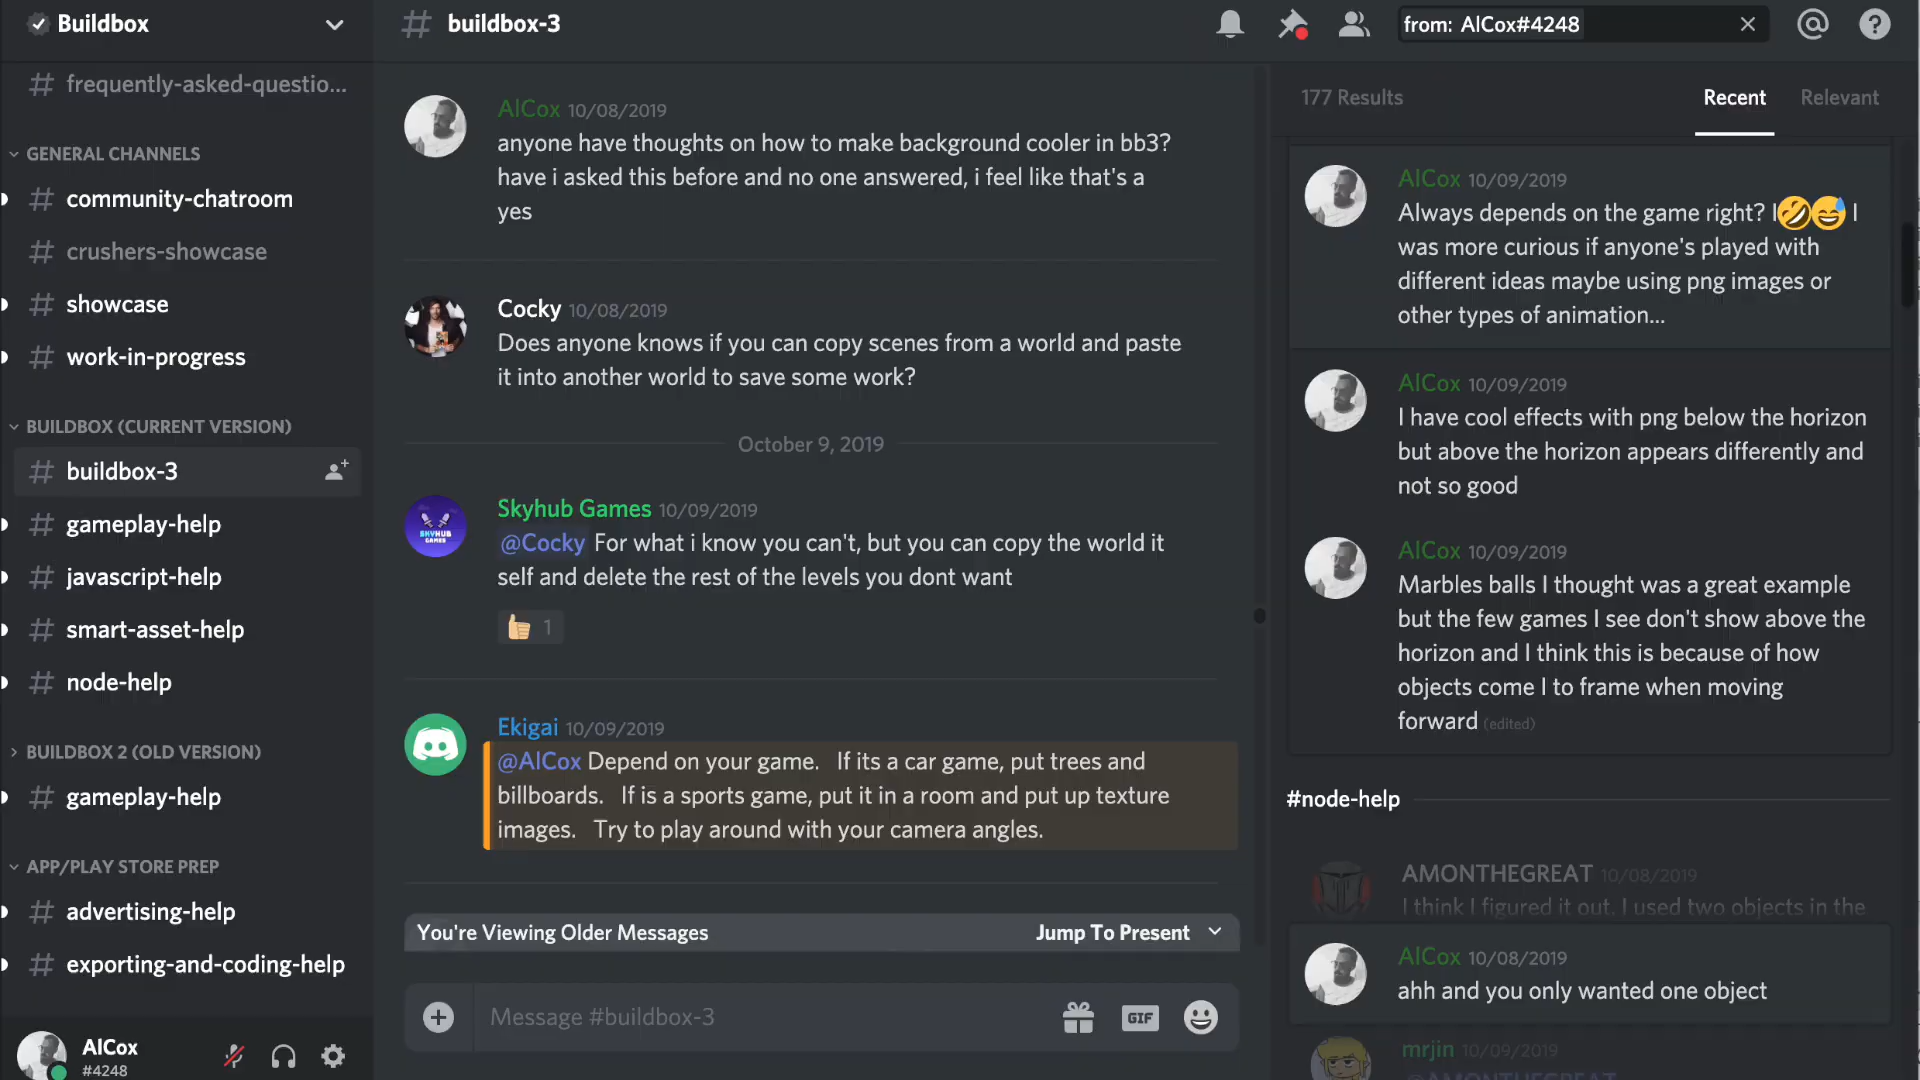 Buildbox
frequently-asked-questio...
GENERAL CHANNELS
community-chatroom
crushers-showcase
showcase
work-in-progress
BUILDBOX (CURRENT VERSION)
buildbox-3
gameplay-help
javascript-help
smart-asset-help
node-help
BUILDBOX 2 (OLD VERSION)
gameplay-help
APP/PLAY STORE PREP
advertising-help
exporting-and-coding-help
AlCox
#4248
buildbox-3
AlCox 10/08/2019
anyone have thoughts on how to make background cooler in bb3?
have i asked this before and no one answered, i feel like that's a
yes
Cocky 10/08/2019
Does anyone knows if you can copy scenes from a world and paste
it into another world to save some work?
October 9, 2019
SKYHUB
GAMES
Skyhub Games 10/09/2019
@Cocky For what i know you can't, but you can copy the world it
self and delete the rest of the levels you dont want
1
Ekigai 10/09/2019
@AlCox Depend on your game. If its a car game, put trees and
billboards. If is a sports game, put it in a room and put up texture
images. Try to play around with your camera angles.
You're Viewing Older Messages Jump To Present
Message #buildbox-3
GIF
from: AlCox#4248
177 Results Recent Relevant
AlCox 10/09/2019
Always depends on the game right? I🤣😅 I
was more curious if anyone's played with
different ideas maybe using png images or
other types of animation...
AlCox 10/09/2019
I have cool effects with png below the horizon
but above the horizon appears differently and
not so good
AlCox 10/09/2019
Marbles balls I thought was a great example
but the few games I see don't show above the
horizon and I think this is because of how
objects come I to frame when moving
forward (edited)
#node-help
AMONTHEGREAT 10/08/2019
I think I figured it out. I used two objects in the
AlCox 10/08/2019
ahh and you only wanted one object
mrjin 10/09/2019
@AMONTHEGREAT